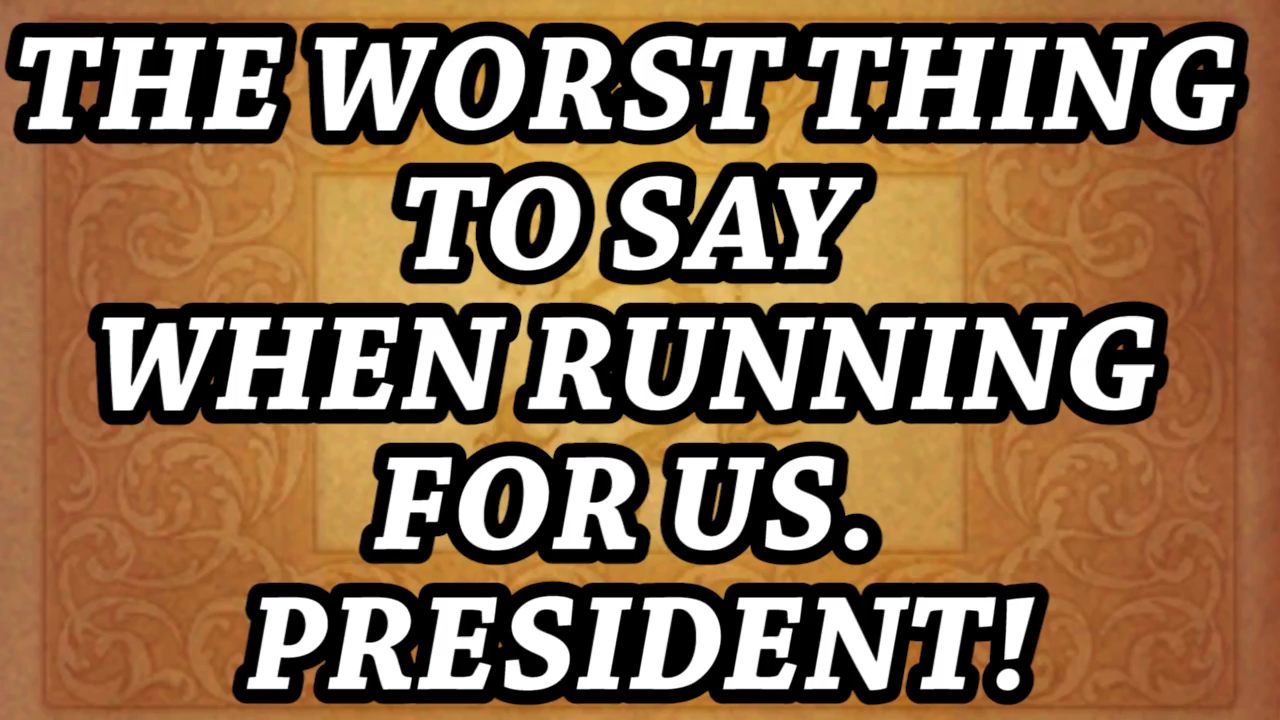 THE WORST THING
TO SAY
WHEN RUNNING
FOR US.
PRESIDENT!